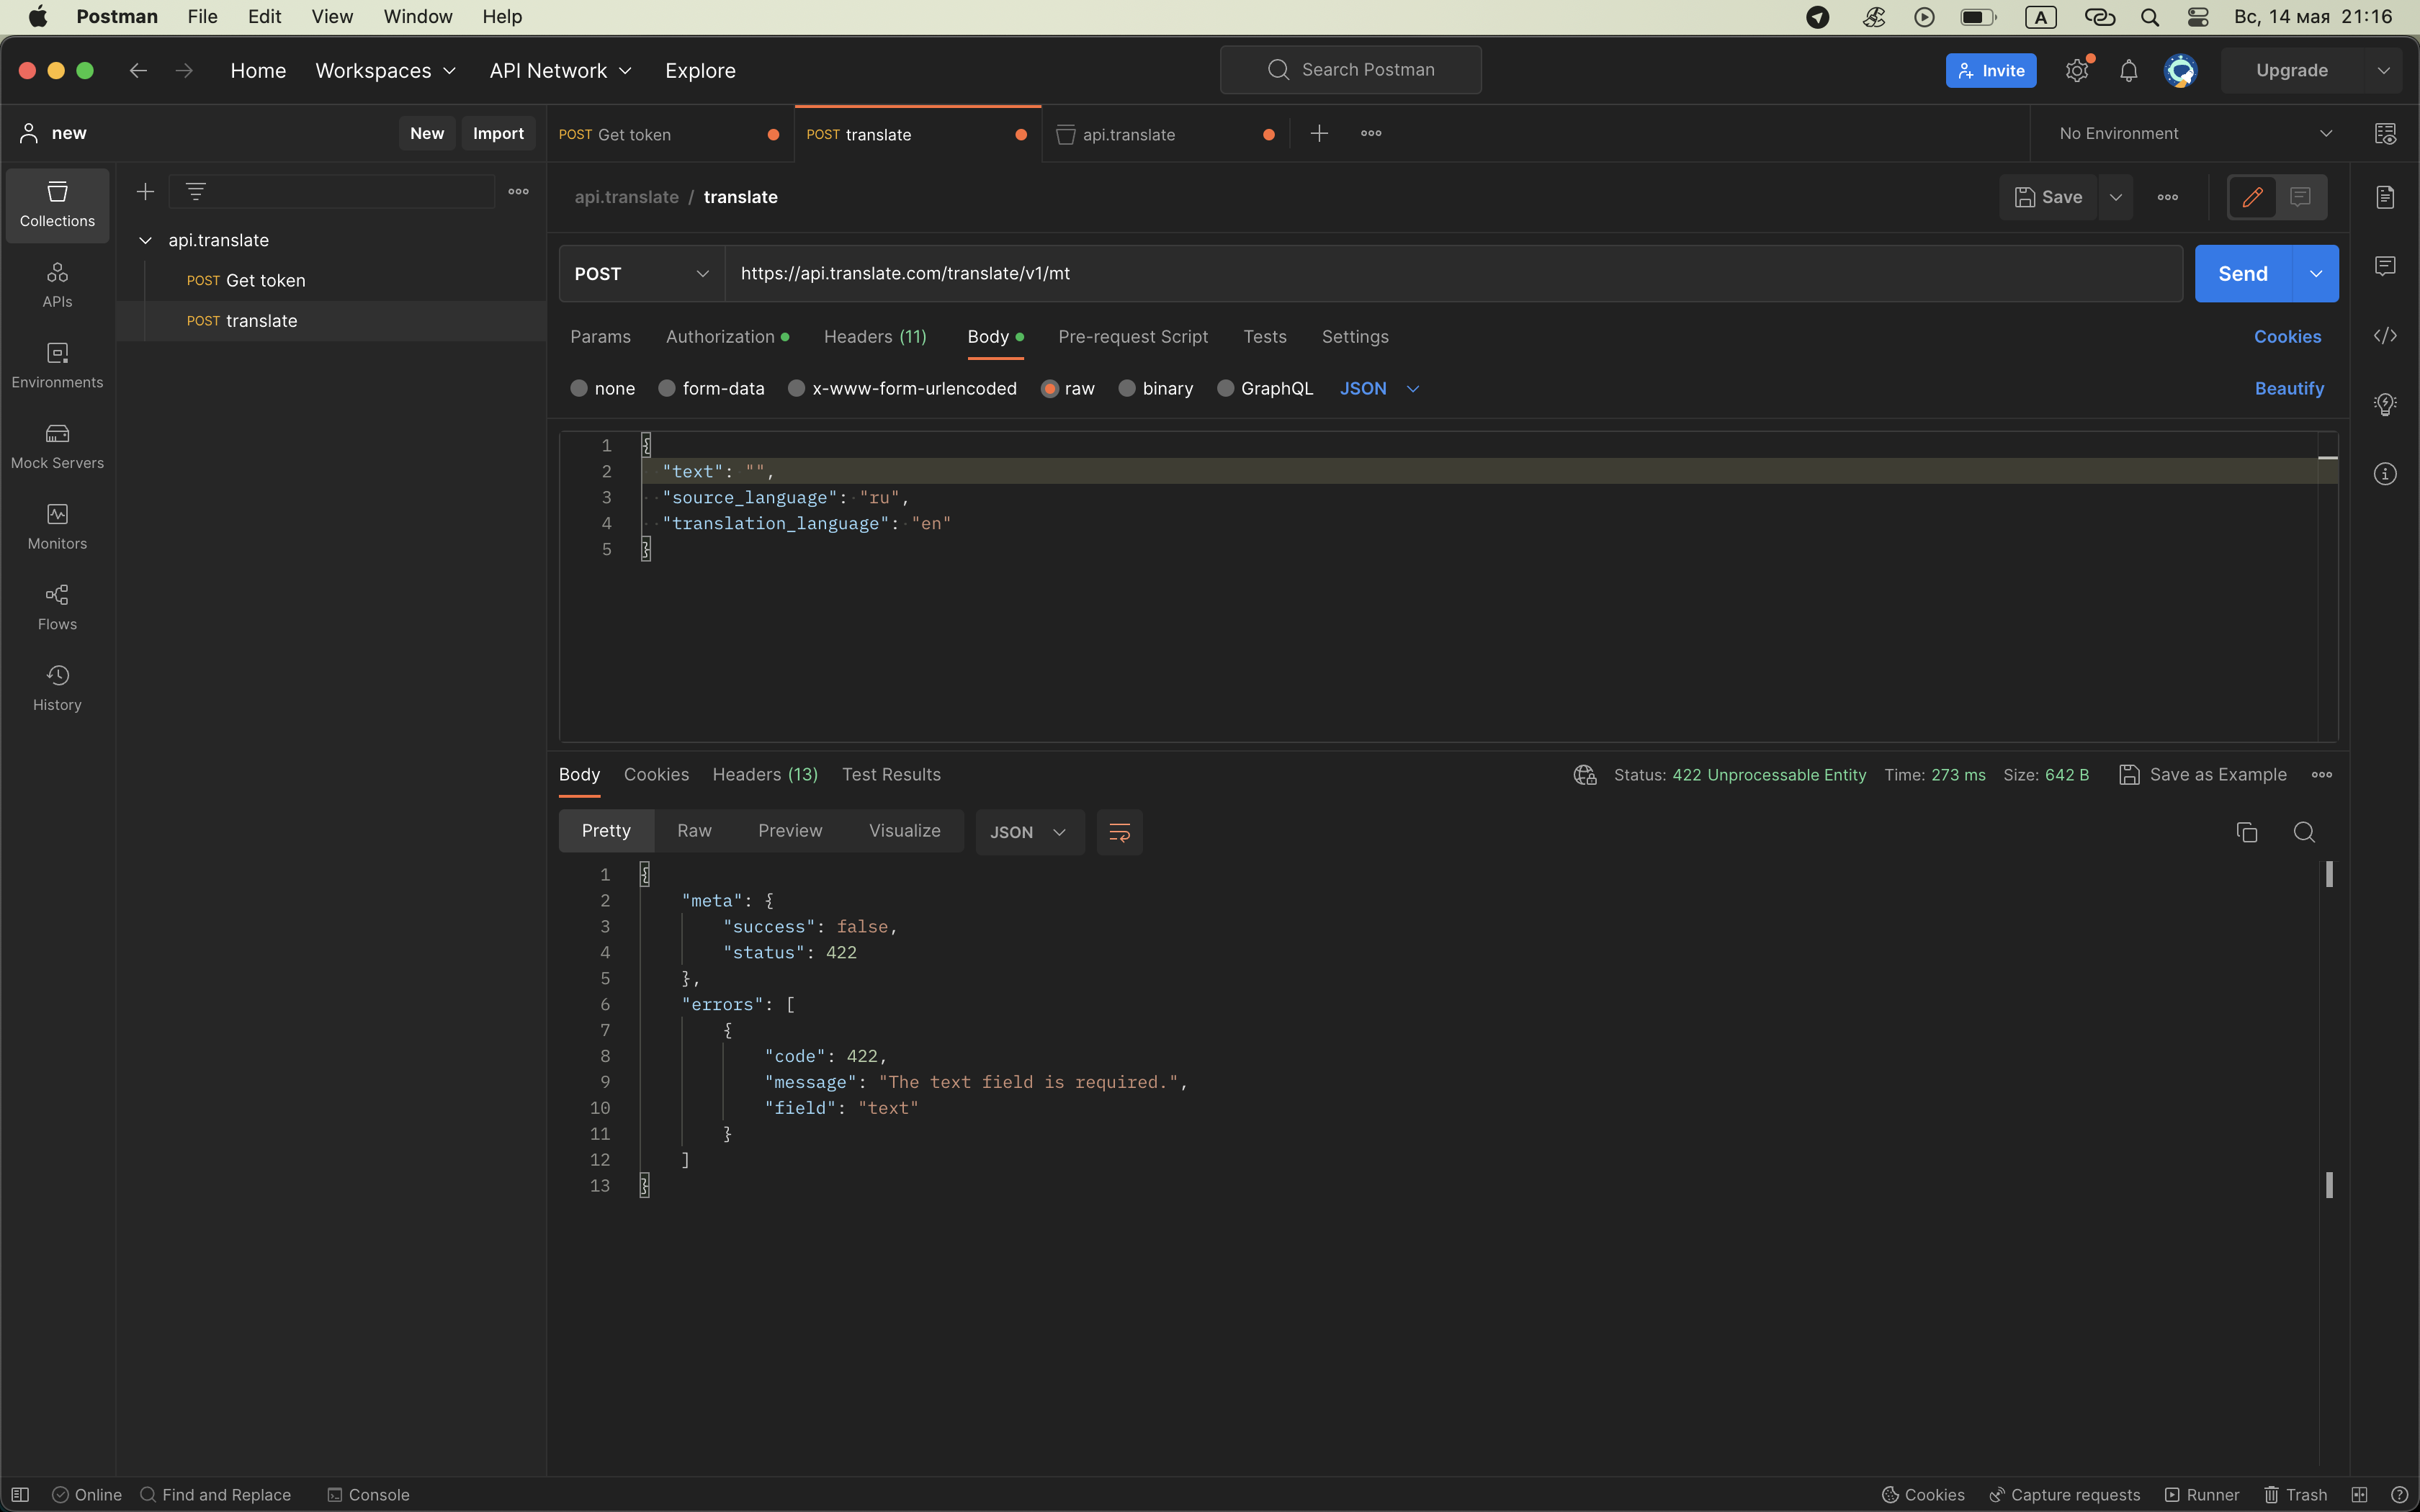 Postman File Edit View Window Help A Вс, 14 мая 21:16
Home Workspaces API Network Explore Search Postman Invite Upgrade
new New Import POST Get token POST translate api.translate No Environment
Collections
api.translate / translate Save
api.translate
POST Get token
POST translate
APIs
Environments
Mock Servers
Monitors
Flows
History
POST https://api.translate.com/translate/v1/mt Send
Params Authorization Headers (11) Body Pre-request Script Tests Settings Cookies
none form-data x-www-form-urlencoded raw binary GraphQL JSON Beautify
1 {
2 "text": "",
3 "source_language": "ru",
4 "translation_language": "en"
5 }
Body Cookies Headers (13) Test Results Status: 422 Unprocessable Entity Time: 273 ms Size: 642 B Save as Example
Pretty Raw Preview Visualize JSON
1 {
2 "meta": {
3 "success": false,
4 "status": 422
5 },
6 "errors": [
7 {
8 "code": 422,
9 "message": "The text field is required.",
10 "field": "text"
11 }
12 ]
13 }
Online Find and Replace Console Cookies Capture requests Runner Trash